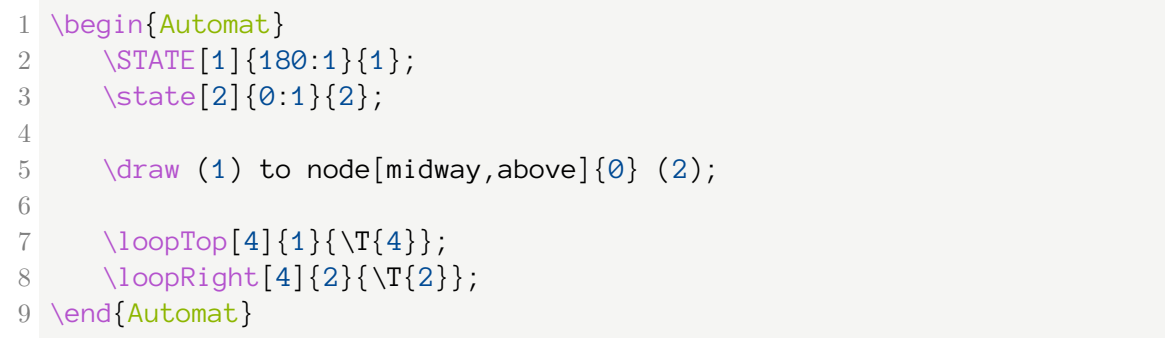 1 \begin{Automat}
2     \STATE[1]{180:1}{1};
3     \state[2]{0:1}{2};
4
5     \draw (1) to node[midway,above]{0} (2);
6
7     \loopTop[4]{1}{\T{4}};
8     \loopRight[4]{2}{\T{2}};
9 \end{Automat}